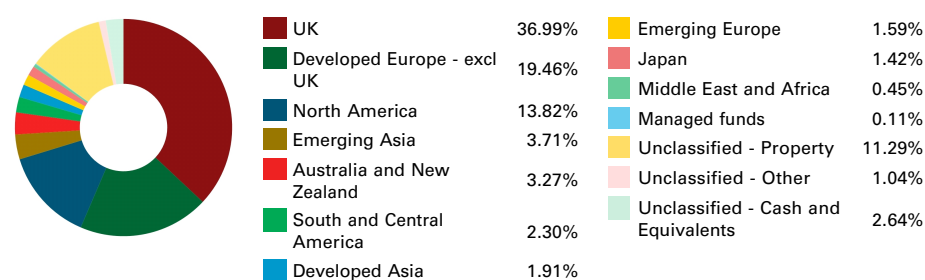 UK 36.99%
Developed Europe - excl
UK 19.46%
North America 13.82%
Emerging Asia 3.71%
Australia and New
Zealand 3.27%
South and Central
America 2.30%
Developed Asia 1.91%
Emerging Europe 1.59%
Japan 1.42%
Middle East and Africa 0.45%
Managed funds 0.11%
Unclassified - Property 11.29%
Unclassified - Other 1.04%
Unclassified - Cash and
Equivalents 2.64%